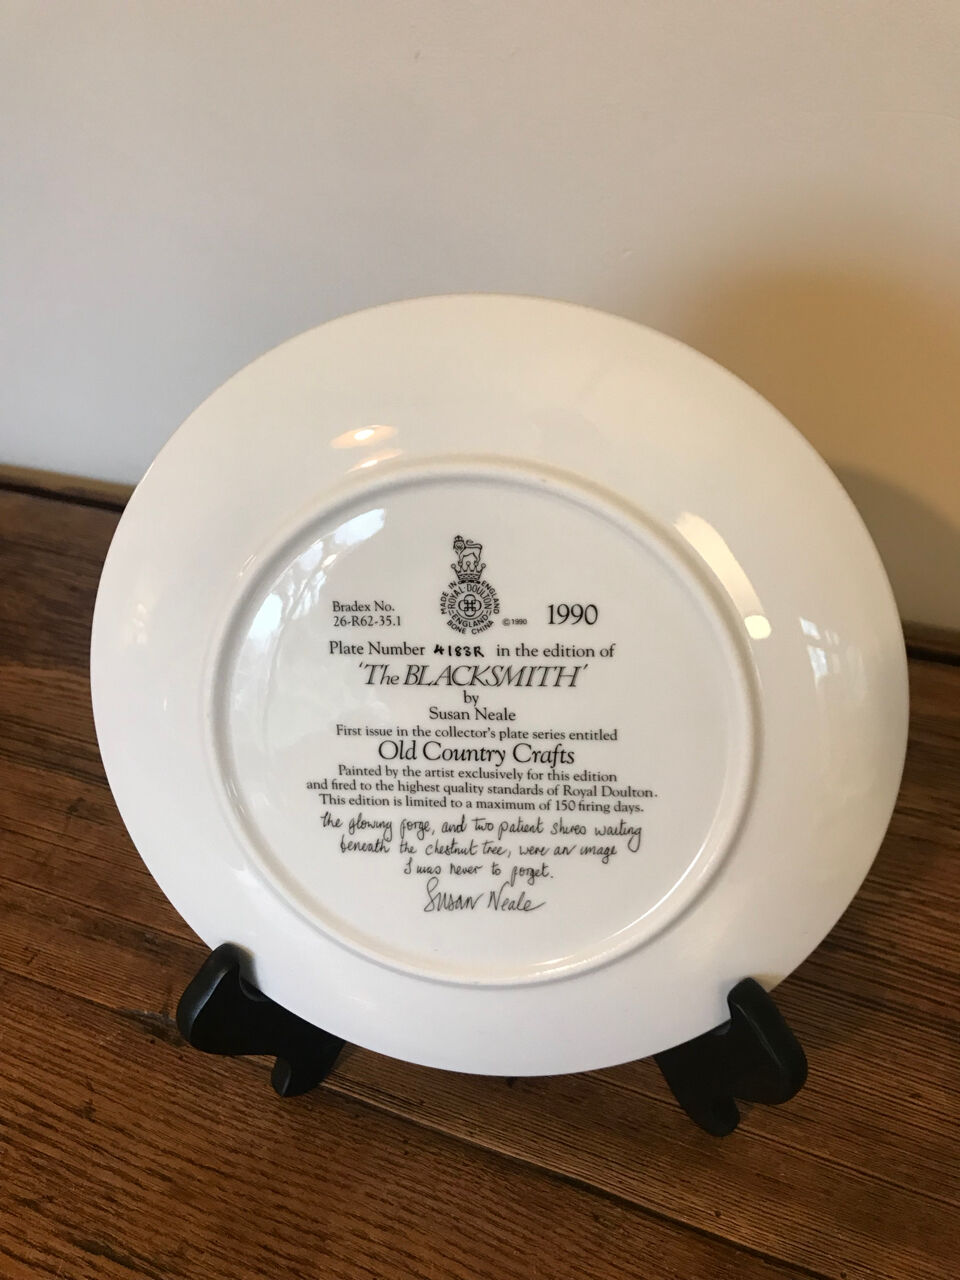 MADE IN ENGLAND
ROYAL DOULTON
ENGLAND
BONE CHINA
Bradex No.
26-R62-35.1
©1990
1990
Plate Number 4183R in the edition of
'The BLACKSMITH'
by
Susan Neale
First issue in the collector's plate series entitled
Old Country Crafts
Painted by the artist exclusively for this edition
and fired to the highest quality standards of Royal Doulton.
This edition is limited to a maximum of 150 firing days.
the glowing forge, and two patient shires waiting
beneath the chestnut tree, were an image
I was never to forget.
Susan Neale